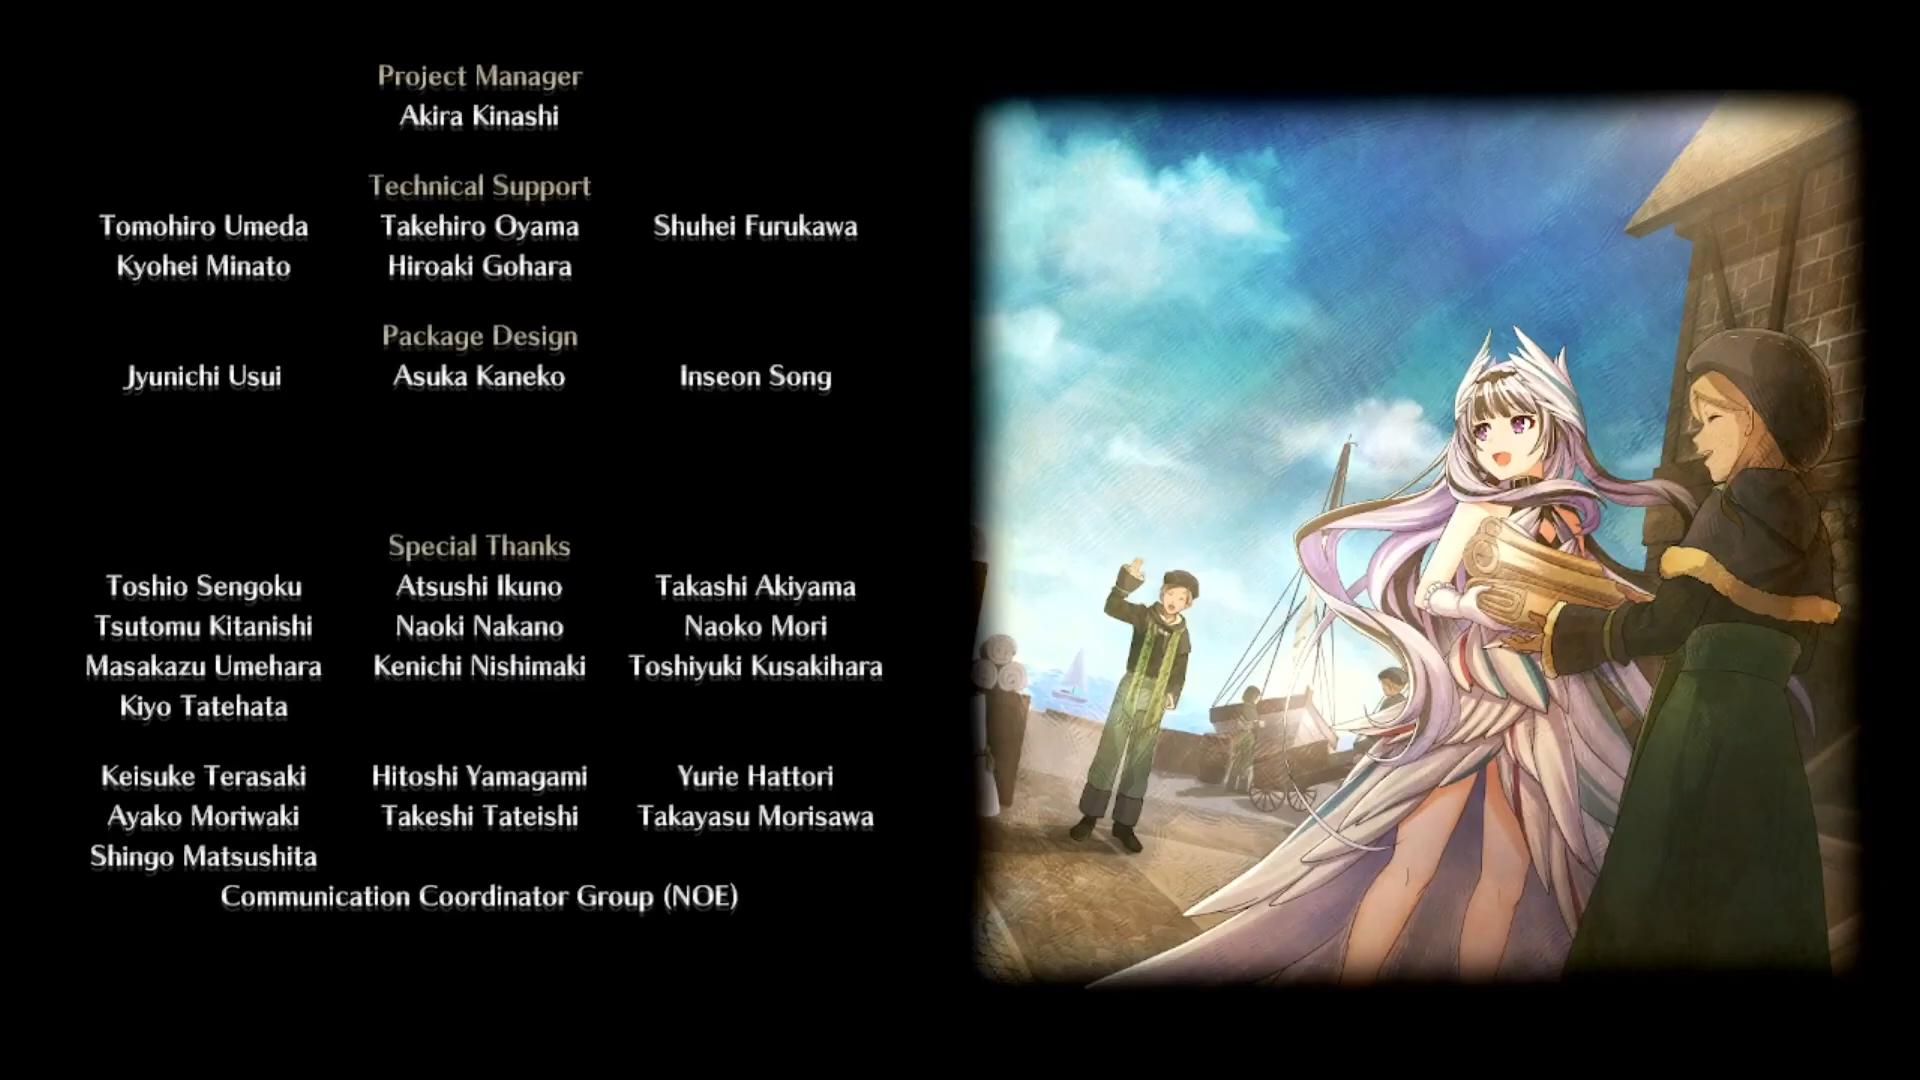 Project Manager
Akira Kinashi
Technical Support
Tomohiro Umeda Takehiro Oyama Shuhei Furukawa
Kyohei Minato Hiroaki Gohara
Package Design
Jyunichi Usui Asuka Kaneko Inseon Song
Special Thanks
Toshio Sengoku Atsushi Ikuno Takashi Akiyama
Tsutomu Kitanishi Naoki Nakano Naoko Mori
Masakazu Umehara Kenichi Nishimaki Toshiyuki Kusakihara
Kiyo Tatehata
Keisuke Terasaki Hitoshi Yamagami Yurie Hattori
Ayako Moriwaki Takeshi Tateishi Takayasu Morisawa
Shingo Matsushita
Communication Coordinator Group (NOE)